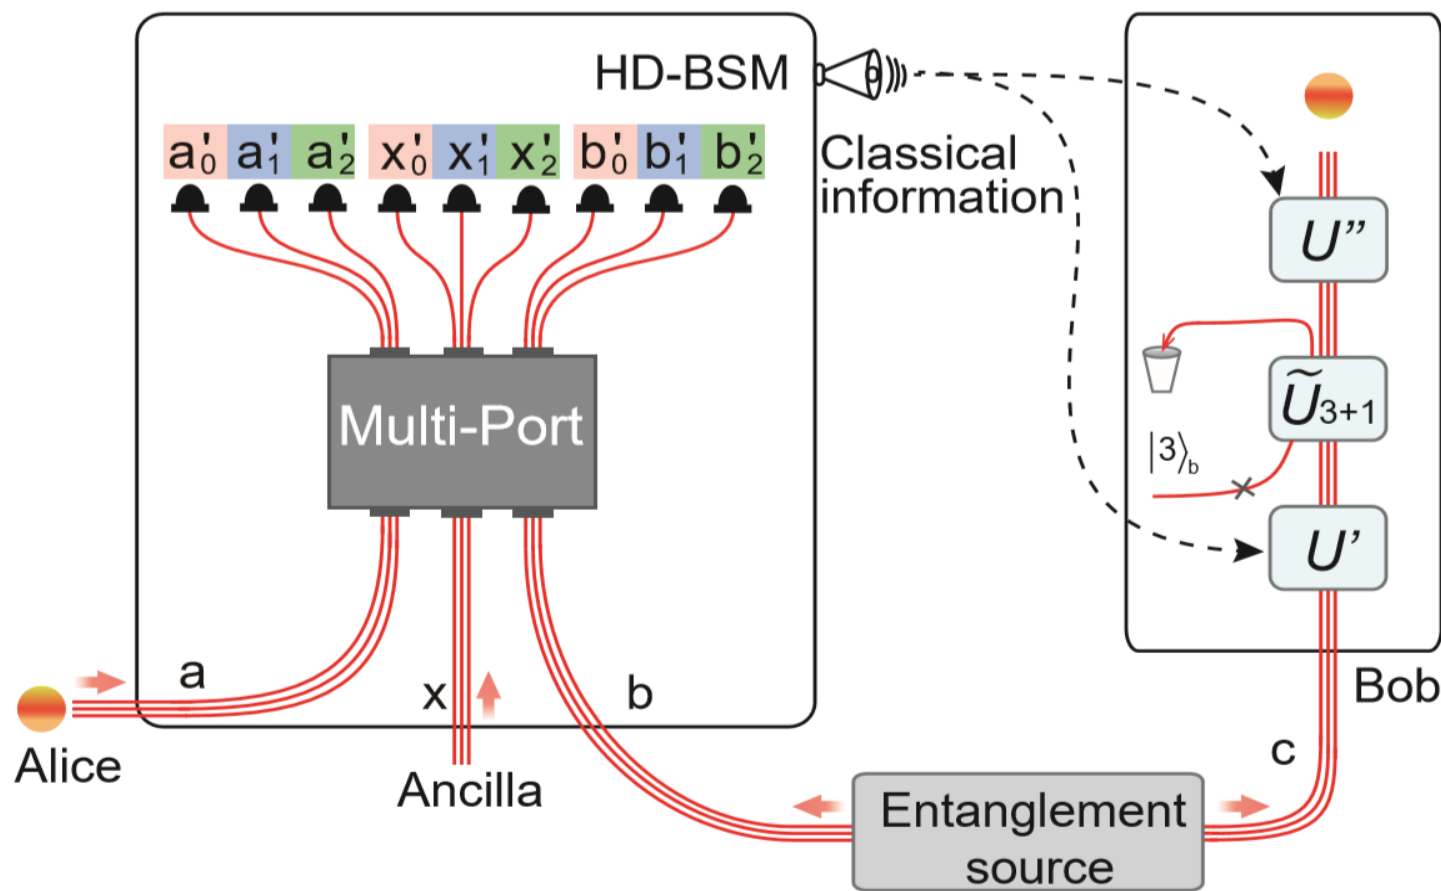 HD-BSM
a'₀ a'₁ a'₂ x'₀ x'₁ x'₂ b'₀ b'₁ b'₂
Classical
information
U”
Multi-Port
Ũ₃₊₁
|3⟩_b
U’
a
x
b
Alice
Ancilla
Bob
c
Entanglement
source